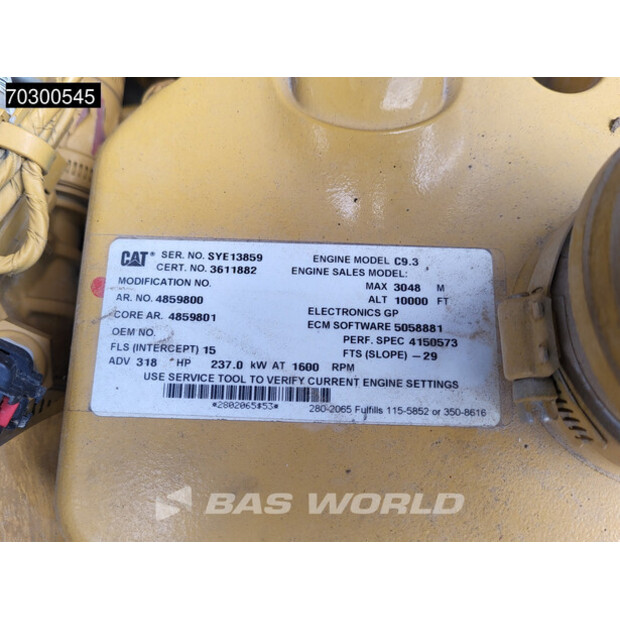 70300545
CAT® SER. NO. SYE13859 ENGINE MODEL C9.3
CERT. NO. 3611882 ENGINE SALES MODEL:
MODIFICATION NO. MAX 3048 M
AR. NO. 4859800 ALT 10000 FT
CORE AR. 4859801 ELECTRONICS GP
ECM SOFTWARE 5058881
OEM NO. PERF. SPEC 4150573
FLS (INTERCEPT) 15 FTS (SLOPE) -29
ADV 318 HP 237.0 kW AT 1600 RPM
USE SERVICE TOOL TO VERIFY CURRENT ENGINE SETTINGS
*2802065#53* 280-2065 Fulfills 115-5852 or 350-8616
BAS WORLD